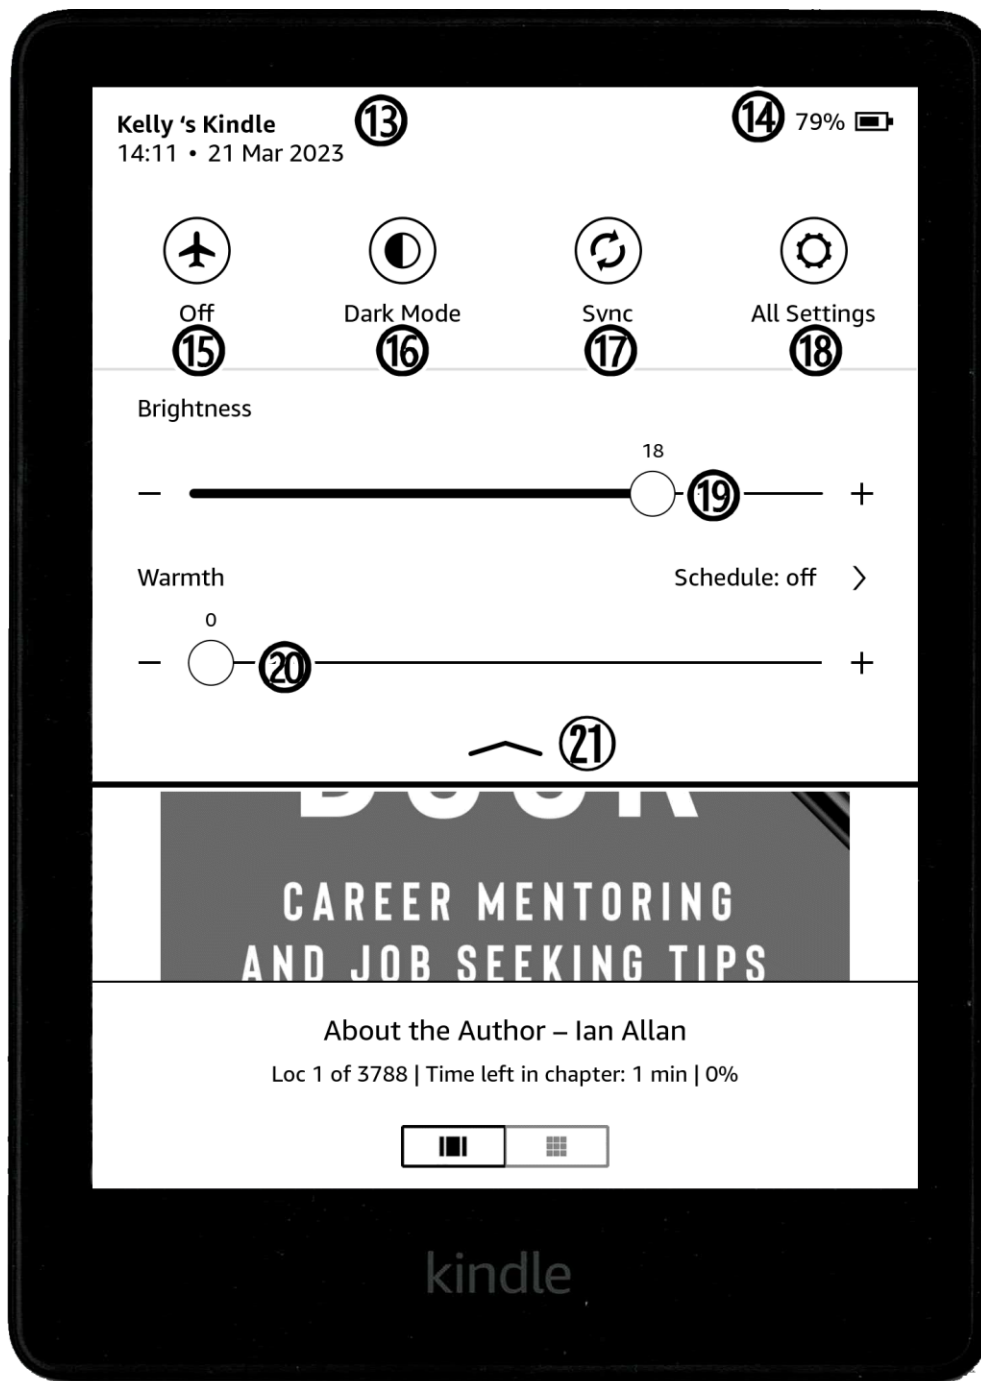 Kelly ‘s Kindle ⑬ ⑭ 79%
14:11 • 21 Mar 2023
Off Dark Mode Sync All Settings
⑮ ⑯ ⑰ ⑱
Brightness
18
− ⑲ +
Warmth Schedule: off >
0
− ⑳ +
㉑
DOOR
CAREER MENTORING
AND JOB SEEKING TIPS
About the Author – Ian Allan
Loc 1 of 3788 | Time left in chapter: 1 min | 0%
kindle